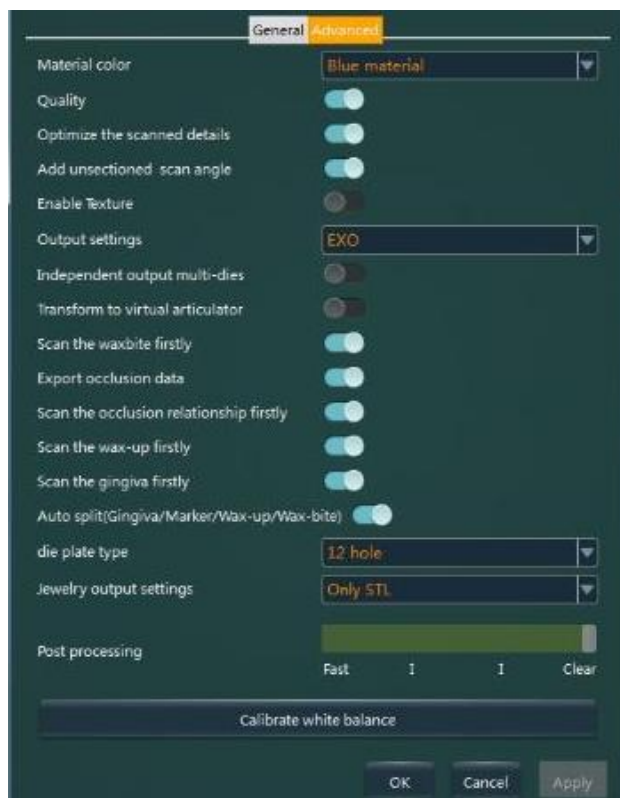 General Advanced
Material color Blue material
Quality
Optimize the scanned details
Add unsectioned scan angle
Enable Texture
Output settings EXO
Independent output multi-dies
Transform to virtual articulator
Scan the waxbite firstly
Export occlusion data
Scan the occlusion relationship firstly
Scan the wax-up firstly
Scan the gingiva firstly
Auto split(Gingiva/Marker/Wax-up/Wax-bite)
die plate type 12 hole
Jewelry output settings Only STL
Post processing
Fast I I Clear
Calibrate white balance
OK Cancel Apply